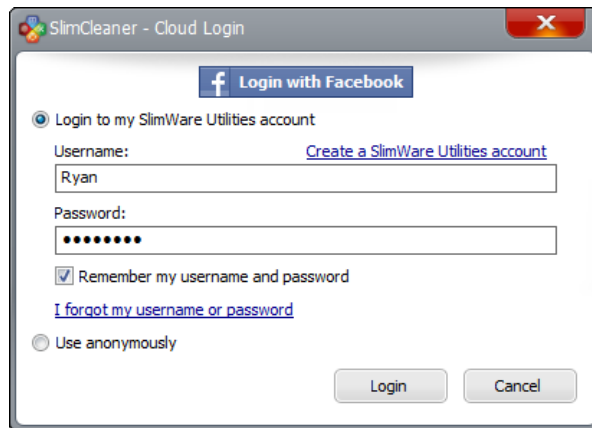 SlimCleaner - Cloud Login
Login with Facebook
Login to my SlimWare Utilities account
Username: Create a SlimWare Utilities account
Ryan
Password:
••••••••
Remember my username and password
I forgot my username or password
Use anonymously
Login Cancel